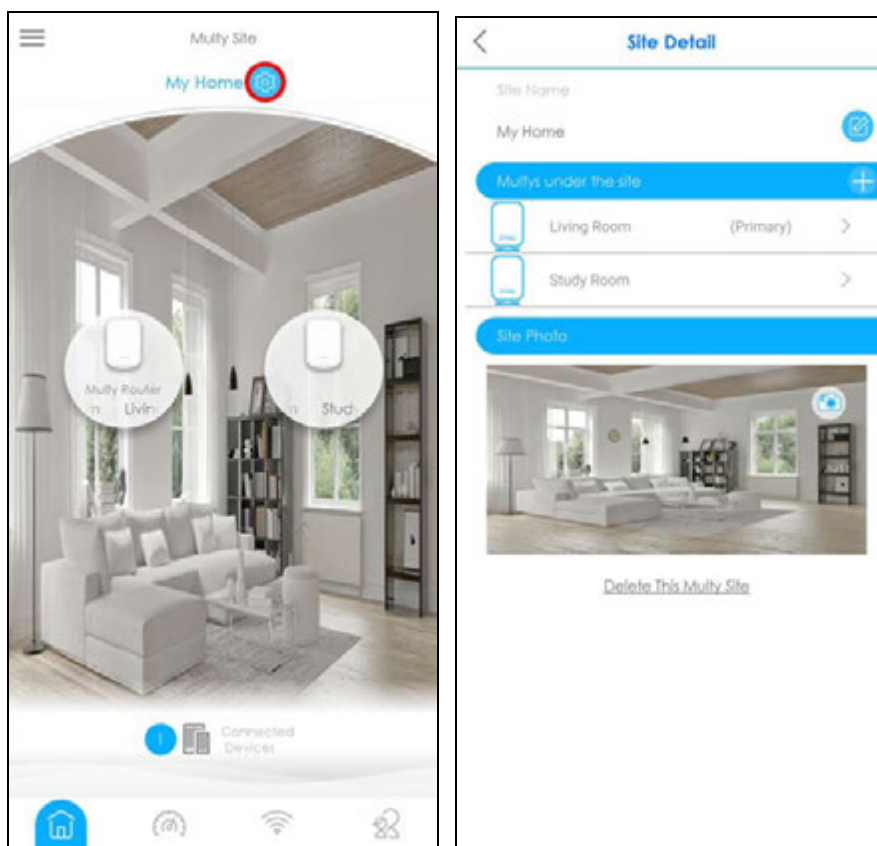 Multy Site
My Home
Multy Router
n Livin
n Stud
1 Connected
Devices
Site Detail
Site Name
My Home
Multys under the site
Living Room (Primary)
Study Room
Site Photo
Delete This Multy Site